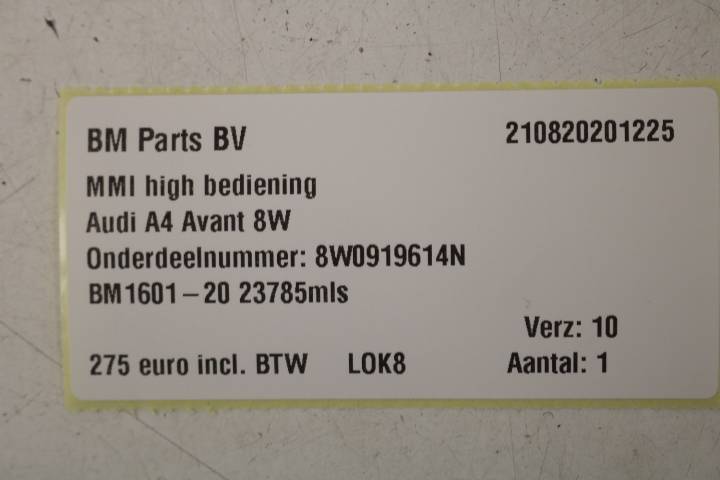 BM Parts BV 210820201225
MMI high bediening
Audi A4 Avant 8W
Onderdeelnummer: 8W0919614N
BM1601-20 23785mls
Verz: 10
275 euro incl. BTW LOK8 Aantal: 1